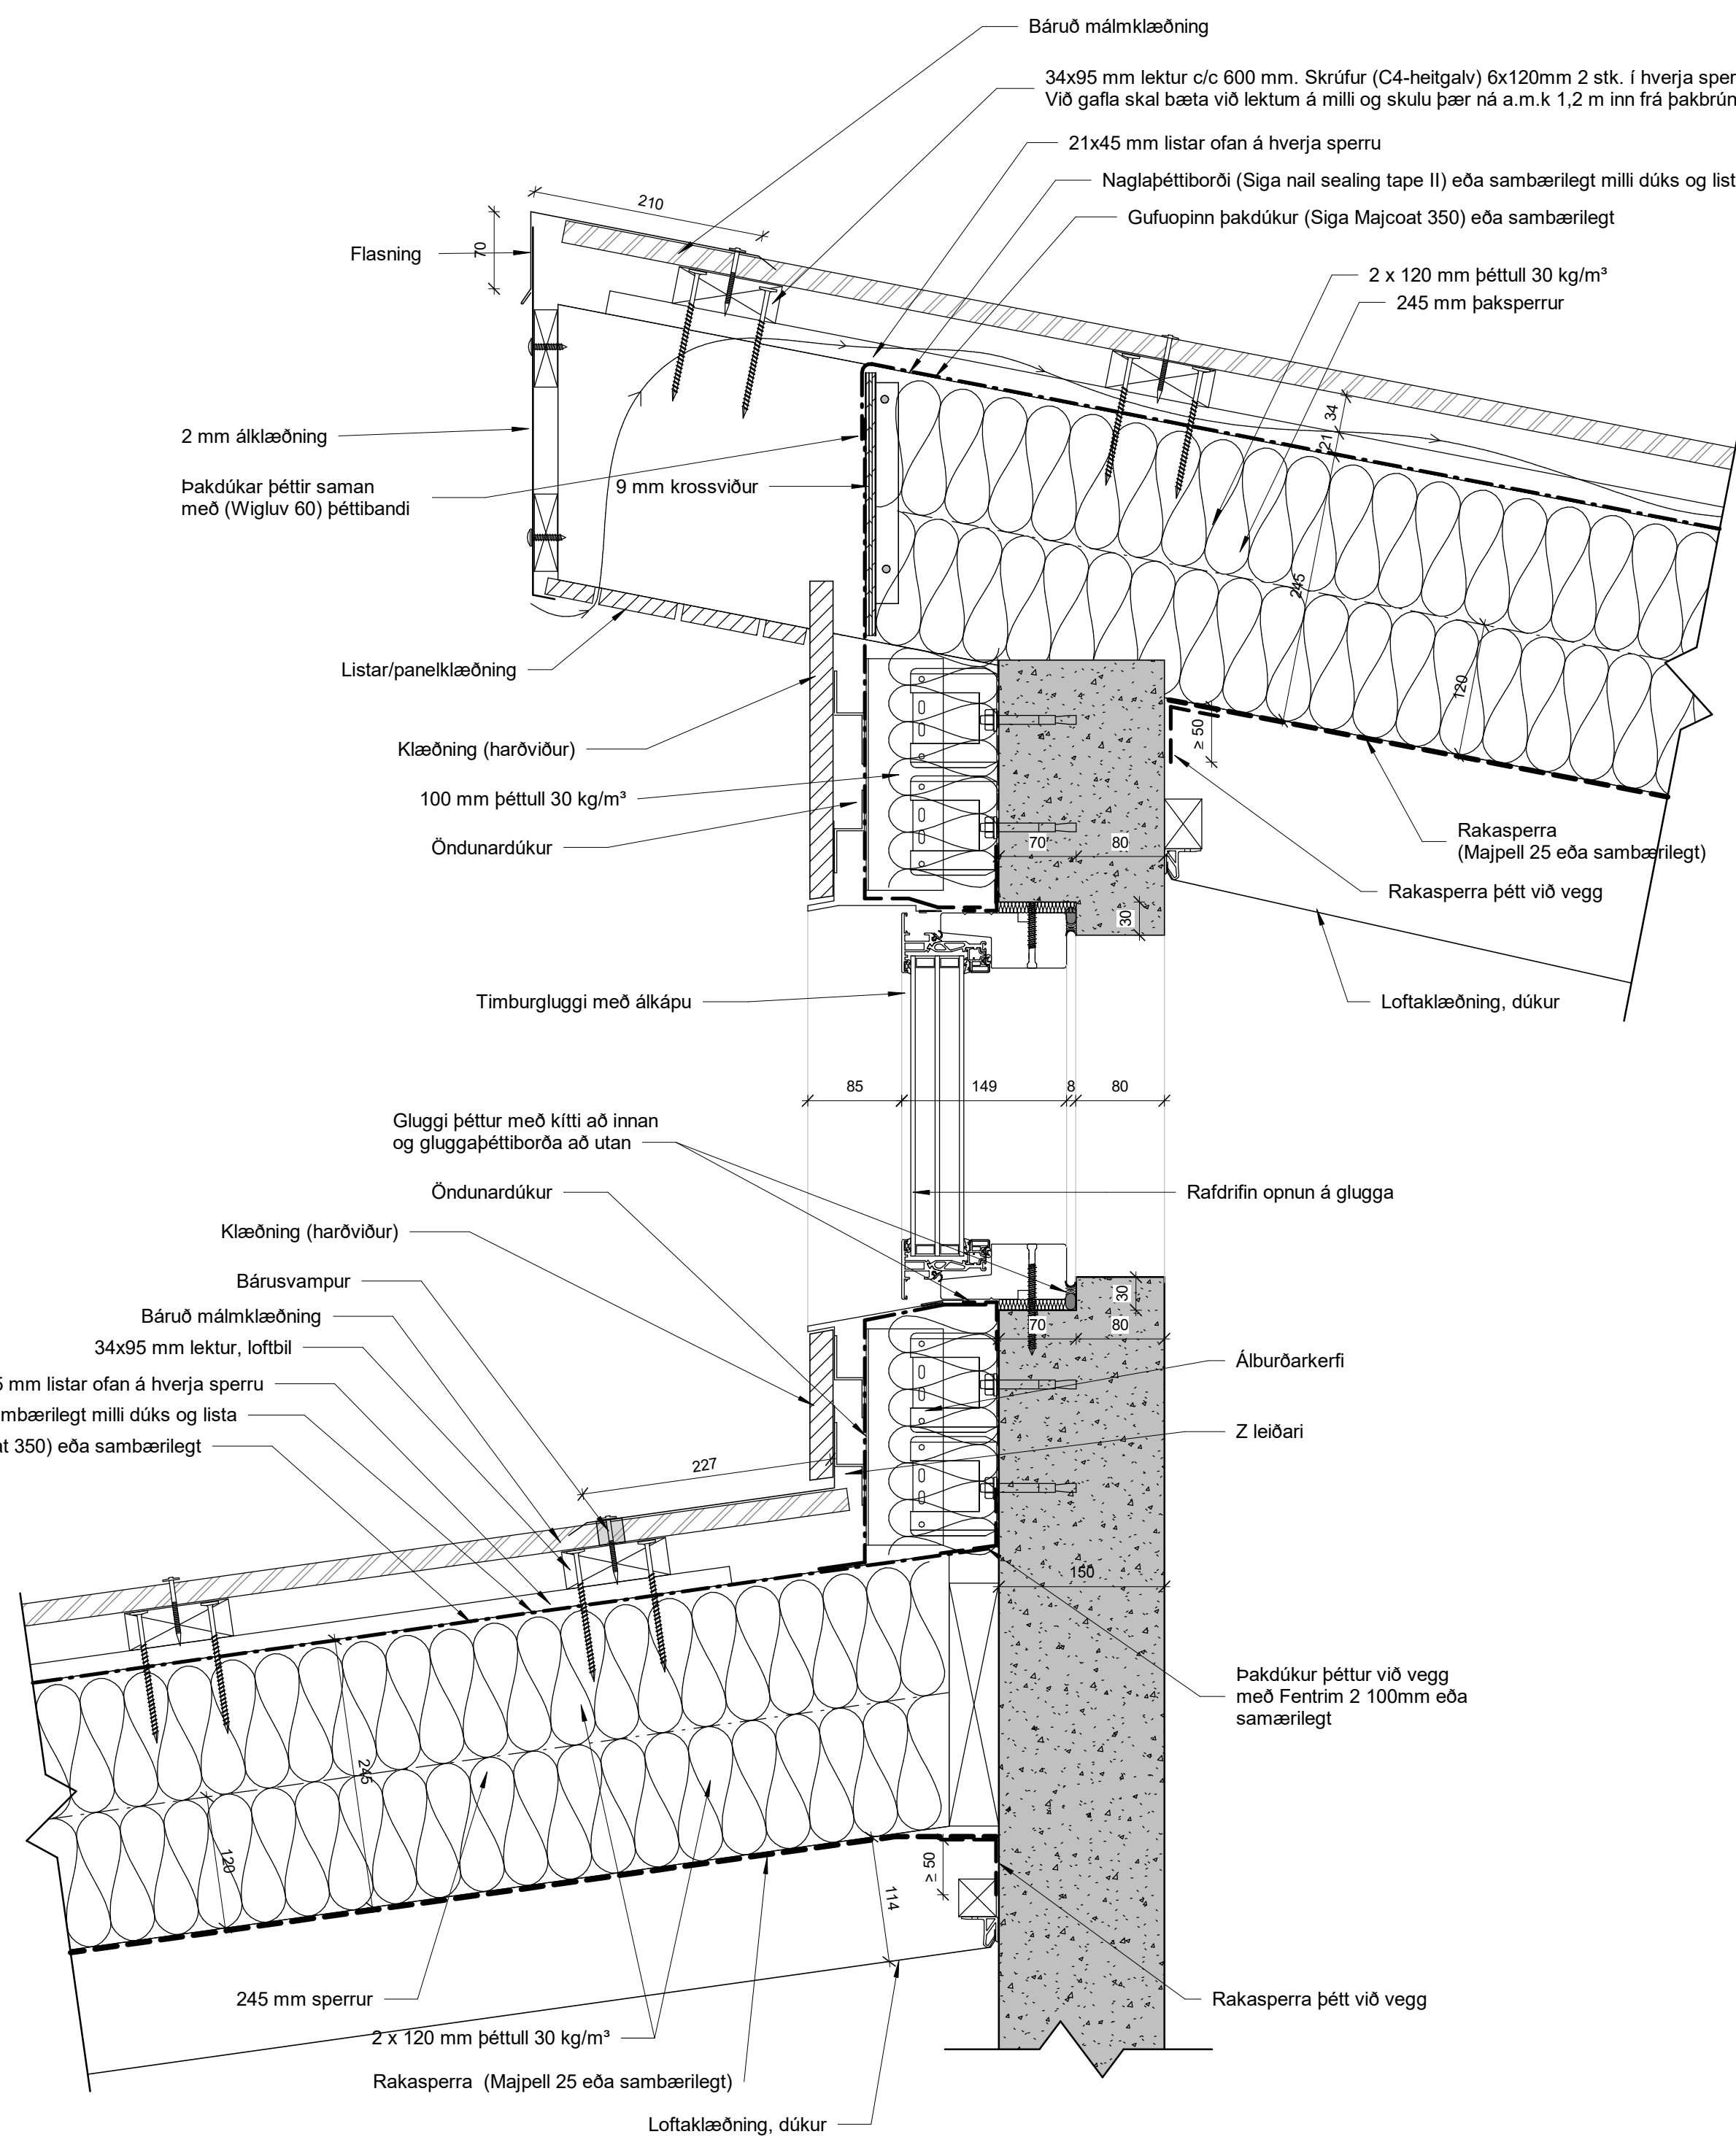 Báruð málmklæðning
34x95 mm lektur c/c 600 mm. Skrúfur (C4-heitgalv) 6x120mm 2 stk. í hverja
Við gafla skal bæta við lektum á milli og skulu þær ná a.m.k 1,2 m inn frá þakbrún
21x45 mm listar ofan á hverja sperru
Naglaþéttiborði (Siga nail sealing tape II) eða sambærilegt milli dúks og
Gufuopinn þakdúkur (Siga Majcoat 350) eða sambærilegt
210
70
Flasning
2 x 120 mm þéttull 30 kg/m³
245 mm þaksperrur
34
21
2 mm álklæðning
Þakdúkar þéttir saman
með (Wigluv 60) þéttibandi
9 mm krossviður
245
120
Listar/panelklæðning
Klæðning (harðviður)
≥ 50
100 mm þéttull 30 kg/m³
Öndunardúkur
70
80
Rakasperra
(Majpell 25 eða sambærilegt)
Rakasperra þétt við vegg
30
Timburgluggi með álkápu
Loftaklæðning, dúkur
85
149
8
80
Gluggi þéttur með kítti að innan
og gluggaþéttiborða að utan
Öndunardúkur
Rafdrifin opnun á glugga
Klæðning (harðviður)
Bárusvampur
30
Báruð málmklæðning
70
80
34x95 mm lektur, loftbil
Álburðarkerfi
5 mm listar ofan á hverja sperru
mbærilegt milli dúks og lista
Z leiðari
at 350) eða sambærilegt
227
150
Þakdúkur þéttur við vegg
með Fentrim 2 100mm eða
samærilegt
245
120
≥ 50
114
245 mm sperrur
Rakasperra þétt við vegg
2 x 120 mm þéttull 30 kg/m³
Rakasperra (Majpell 25 eða sambærilegt)
Loftaklæðning, dúkur